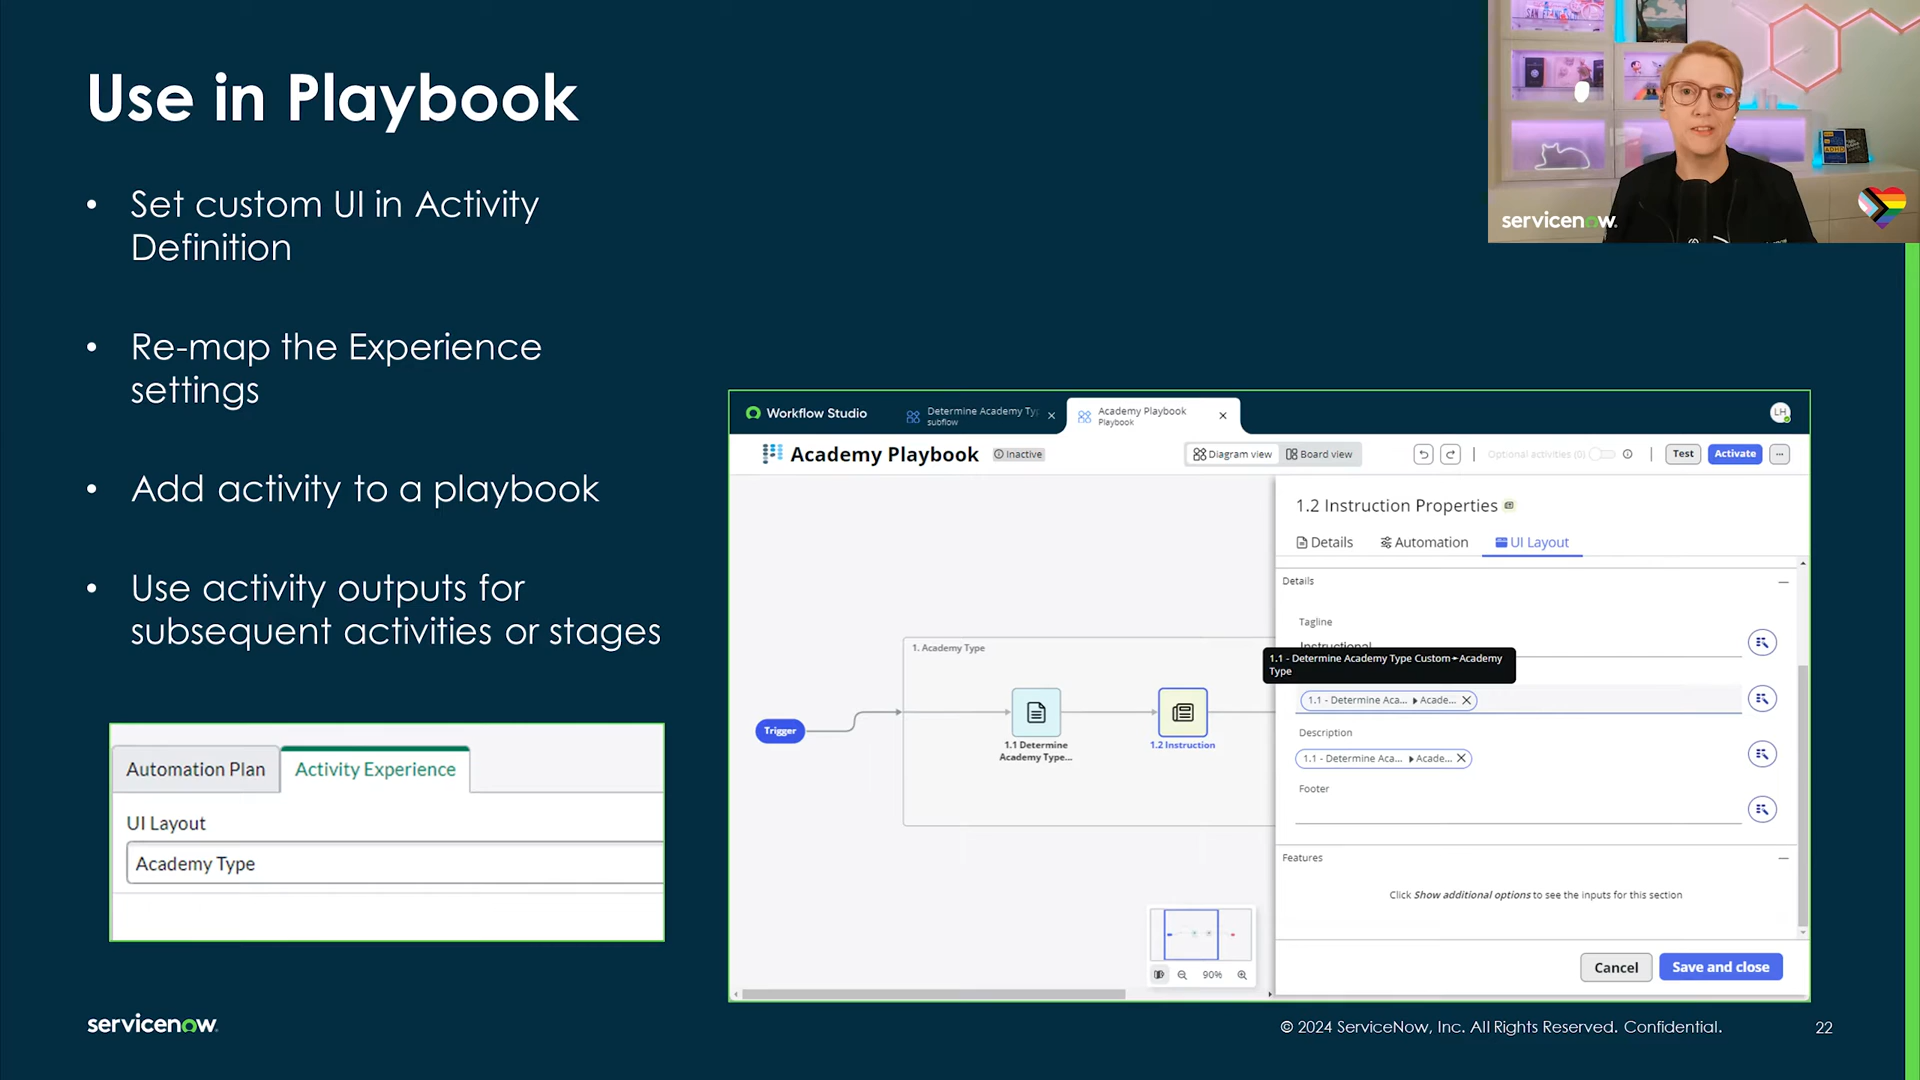 Use in Playbook
• Set custom UI in Activity
Definition
• Re-map the Experience
settings
• Add activity to a playbook
• Use activity outputs for
subsequent activities or stages
Automation Plan
Activity Experience
UI Layout
Academy Type
SAN FRANCISCO
ADHD
servicenow
Workflow Studio
Determine Academy Ty
subflow
Academy Playbook
Playbook
LH
Academy Playbook
Inactive
Diagram view
Board view
Optional activities (0)
Test
Activate
...
1. Academy Type
Trigger
1.1 Determine
Academy Type...
1.2 Instruction
90%
1.2 Instruction Properties
Details
Automation
UI Layout
Details
Tagline
Instructional
1.1 - Determine Academy Type Custom➛Academy
Type
1.1 - Determine Aca... ▸ Acade...
Description
1.1 - Determine Aca... ▸ Acade...
Footer
Features
Click Show additional options to see the inputs for this section
Cancel
Save and close
servicenow
© 2024 ServiceNow, Inc. All Rights Reserved. Confidential.
22